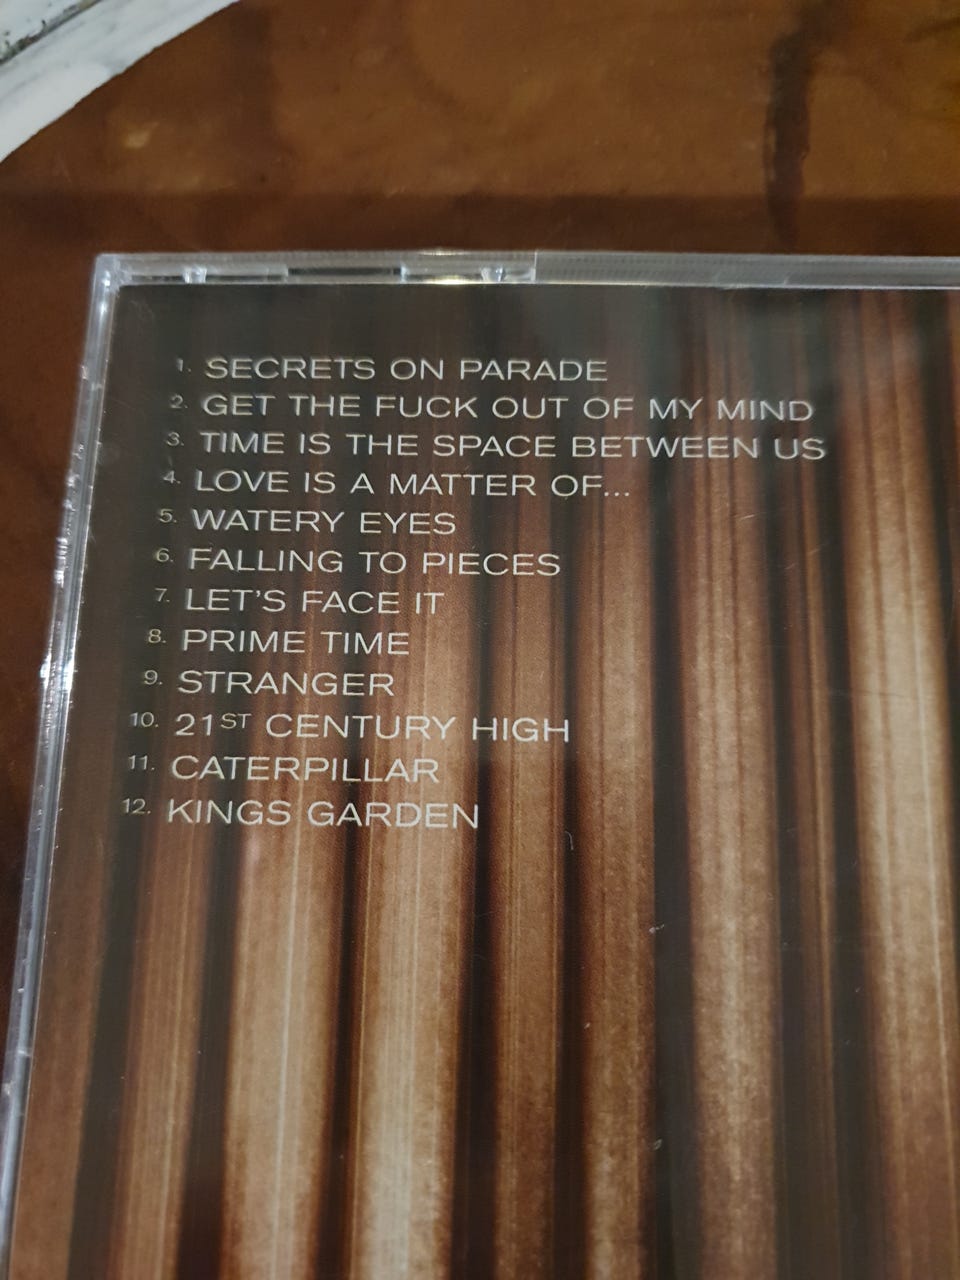 1. SECRETS ON PARADE
2. GET THE FUCK OUT OF MY MIND
3. TIME IS THE SPACE BETWEEN US
4. LOVE IS A MATTER OF...
5. WATERY EYES
6. FALLING TO PIECES
7. LET'S FACE IT
8. PRIME TIME
9. STRANGER
10. 21ST CENTURY HIGH
11. CATERPILLAR
12. KINGS GARDEN